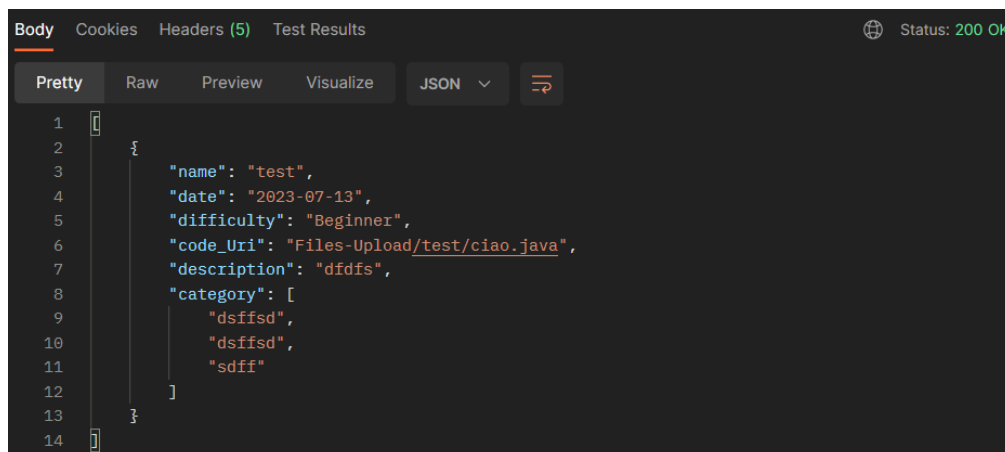 Body Cookies Headers (5) Test Results Status: 200 OK
Pretty Raw Preview Visualize JSON
1 [
2 {
3 "name": "test",
4 "date": "2023-07-13",
5 "difficulty": "Beginner",
6 "code_Uri": "Files-Upload/test/ciao.java",
7 "description": "dfdfs",
8 "category": [
9 "dsffsd",
10 "dsffsd",
11 "sdff"
12 ]
13 }
14 ]